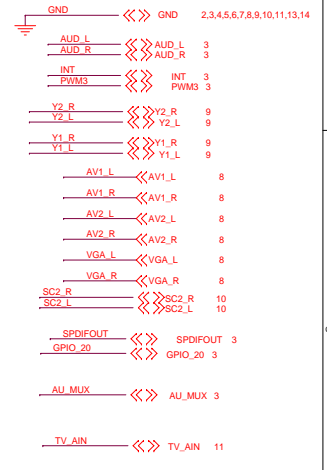 GND GND 2,3,4,5,6,7,8,9,10,11,13,14
AUD_L AUD_L 3
AUD_R AUD_R 3
INT INT 3
PWM3 PWM3 3
Y2_R Y2_R 9
Y2_L Y2_L 9
Y1_R Y1_R 9
Y1_L Y1_L 9
AV1_L AV1_L 8
AV1_R AV1_R 8
AV2_L AV2_L 8
AV2_R AV2_R 8
VGA_L VGA_L 8
VGA_R VGA_R 8
SC2_R SC2_R 10
SC2_L SC2_L 10
SPDIFOUT SPDIFOUT 3
GPIO_20 GPIO_20 3
AU_MUX AU_MUX 3
TV_AIN TV_AIN 11